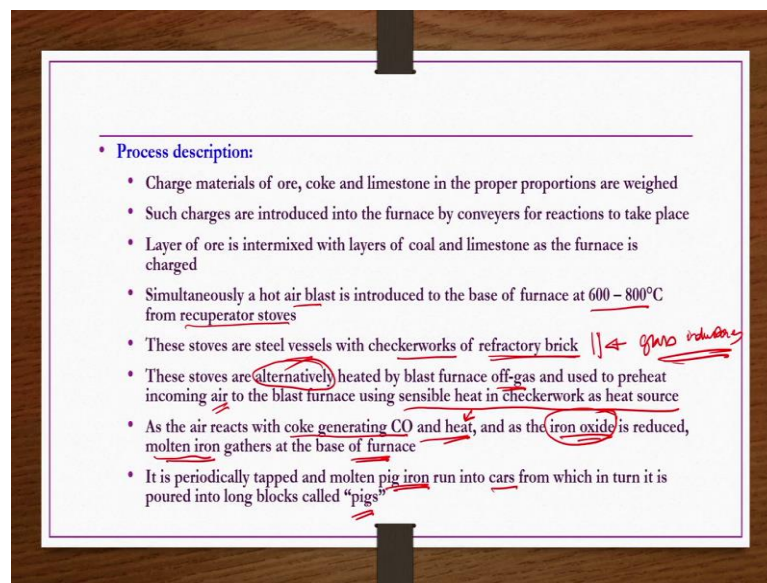 • Process description:
• Charge materials of ore, coke and limestone in the proper proportions are weighed
• Such charges are introduced into the furnace by conveyers for reactions to take place
• Layer of ore is intermixed with layers of coal and limestone as the furnace is
charged
• Simultaneously a hot air blast is introduced to the base of furnace at 600 – 800°C
from recuperator stoves
• These stoves are steel vessels with checkerworks of refractory brick glass industry
• These stoves are alternatively heated by blast furnace off-gas and used to preheat
incoming air to the blast furnace using sensible heat in checkerwork as heat source
• As the air reacts with coke generating CO and heat, and as the iron oxide is reduced,
molten iron gathers at the base of furnace
• It is periodically tapped and molten pig iron run into cars from which in turn it is
poured into long blocks called “pigs”